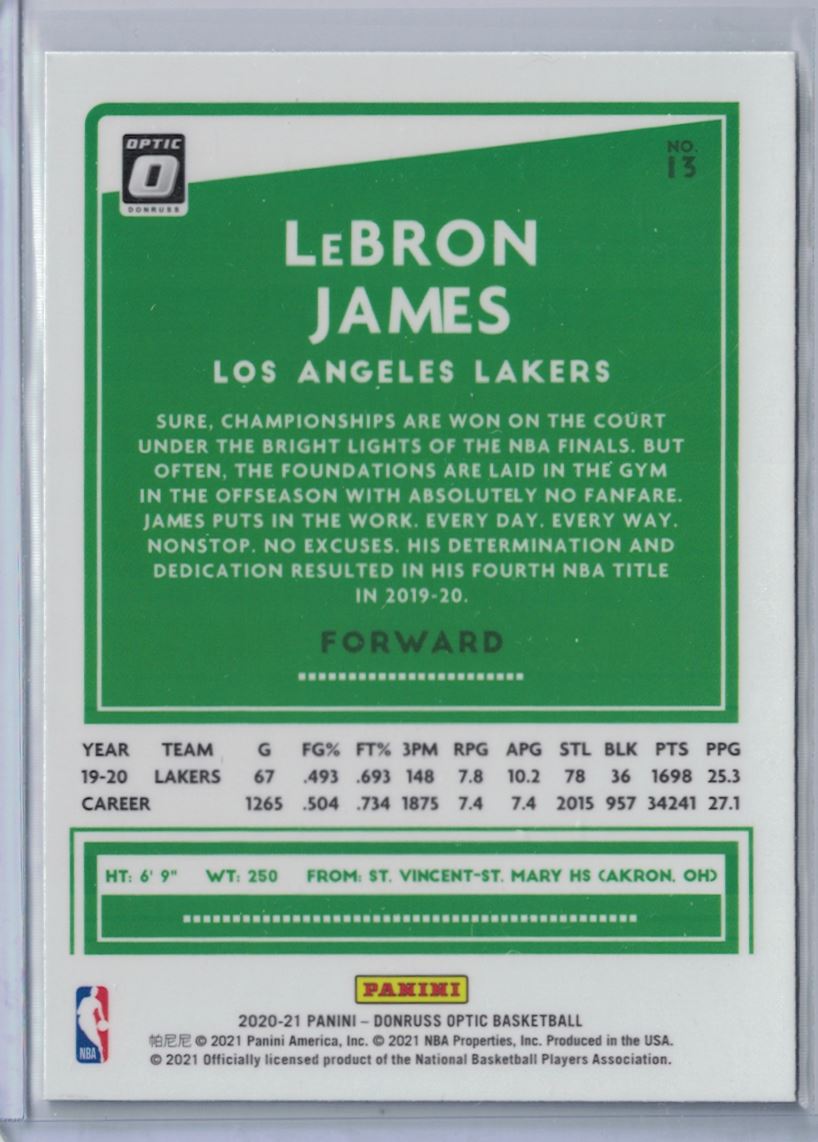 OPTIC
O
DONRUSS
NO.
13
LeBRON
JAMES
LOS ANGELES LAKERS
SURE, CHAMPIONSHIPS ARE WON ON THE COURT
UNDER THE BRIGHT LIGHTS OF THE NBA FINALS. BUT
OFTEN, THE FOUNDATIONS ARE LAID IN THE GYM
IN THE OFFSEASON WITH ABSOLUTELY NO FANFARE.
JAMES PUTS IN THE WORK. EVERY DAY. EVERY WAY.
NONSTOP. NO EXCUSES. HIS DETERMINATION AND
DEDICATION RESULTED IN HIS FOURTH NBA TITLE
IN 2019-20.
FORWARD
YEAR TEAM G FG% FT% 3PM RPG APG STL BLK PTS PPG
19-20 LAKERS 67 .493 .693 148 7.8 10.2 78 36 1698 25.3
CAREER 1265 .504 .734 1875 7.4 7.4 2015 957 34241 27.1
HT: 6' 9" WT: 250 FROM: ST. VINCENT-ST. MARY HS (AKRON, OH)
PANINI
NBA
2020-21 PANINI – DONRUSS OPTIC BASKETBALL
帕尼尼 © 2021 Panini America, Inc. © 2021 NBA Properties, Inc. Produced in the USA.
© 2021 Officially licensed product of the National Basketball Players Association.